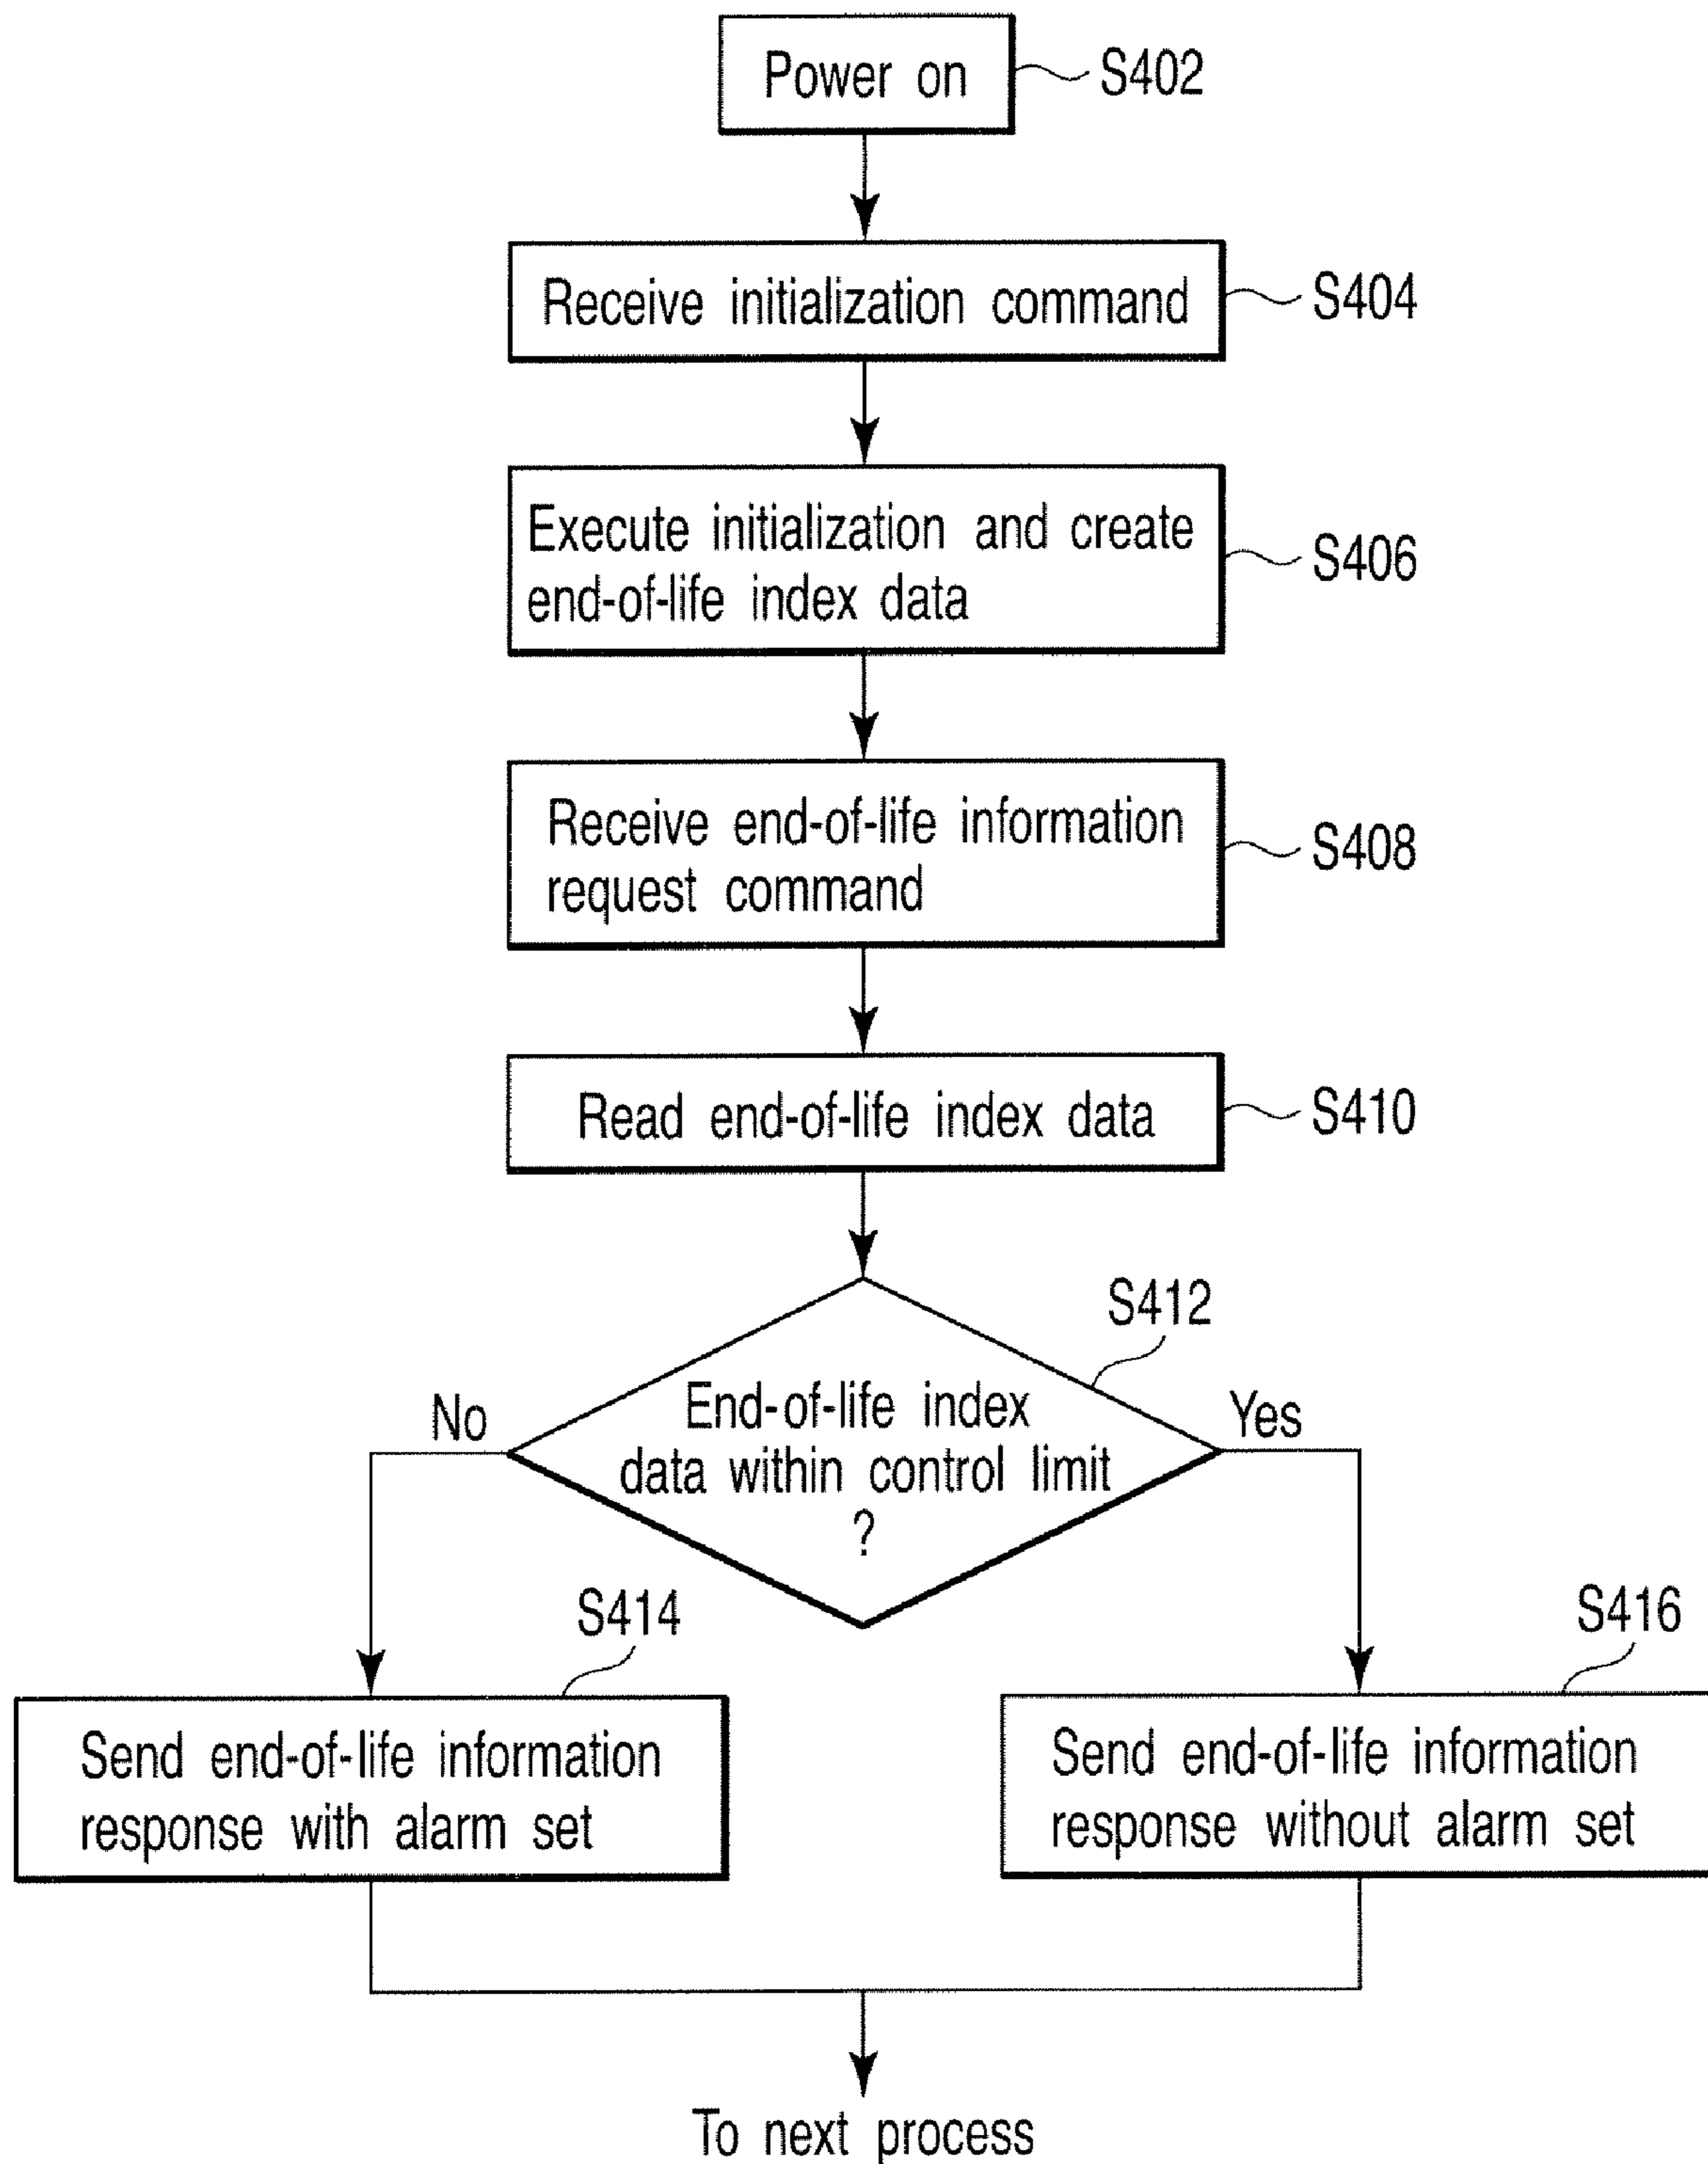 Power on
S402
Receive initialization command
S404
Execute initialization and create
end-of-life index data
S406
Receive end-of-life information
request command
S408
Read end-of-life index data
S410
S412
No
End-of-life index
data within control limit
?
Yes
S414
Send end-of-life information
response with alarm set
S416
Send end-of-life information
response without alarm set
To next process